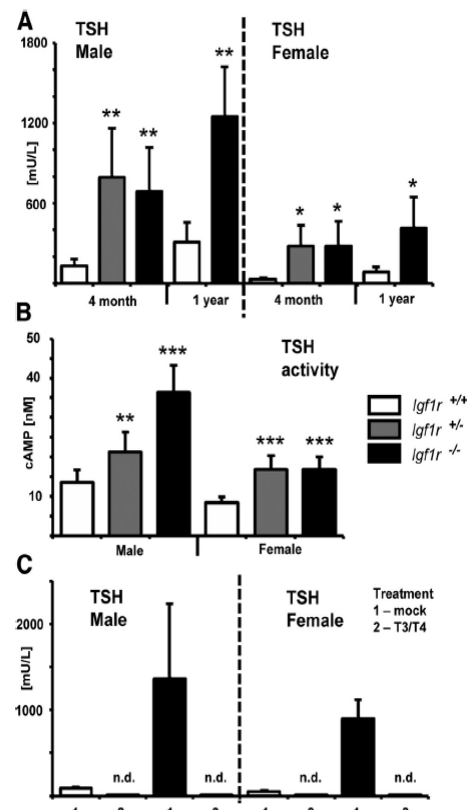 A
TSH
Male
TSH
Female
1800
1200
600
[mU/L]
**
**
**
*
*
*
4 month
1 year
4 month
1 year
B
50
40
10
cAMP [nM]
TSH
activity
**
***
***
***
Male
Female
Igf1r +/+
Igf1r +/-
Igf1r -/-
C
TSH
Male
TSH
Female
Treatment
1 – mock
2 – T3/T4
2000
1000
[mU/L]
n.d.
n.d.
n.d.
n.d.